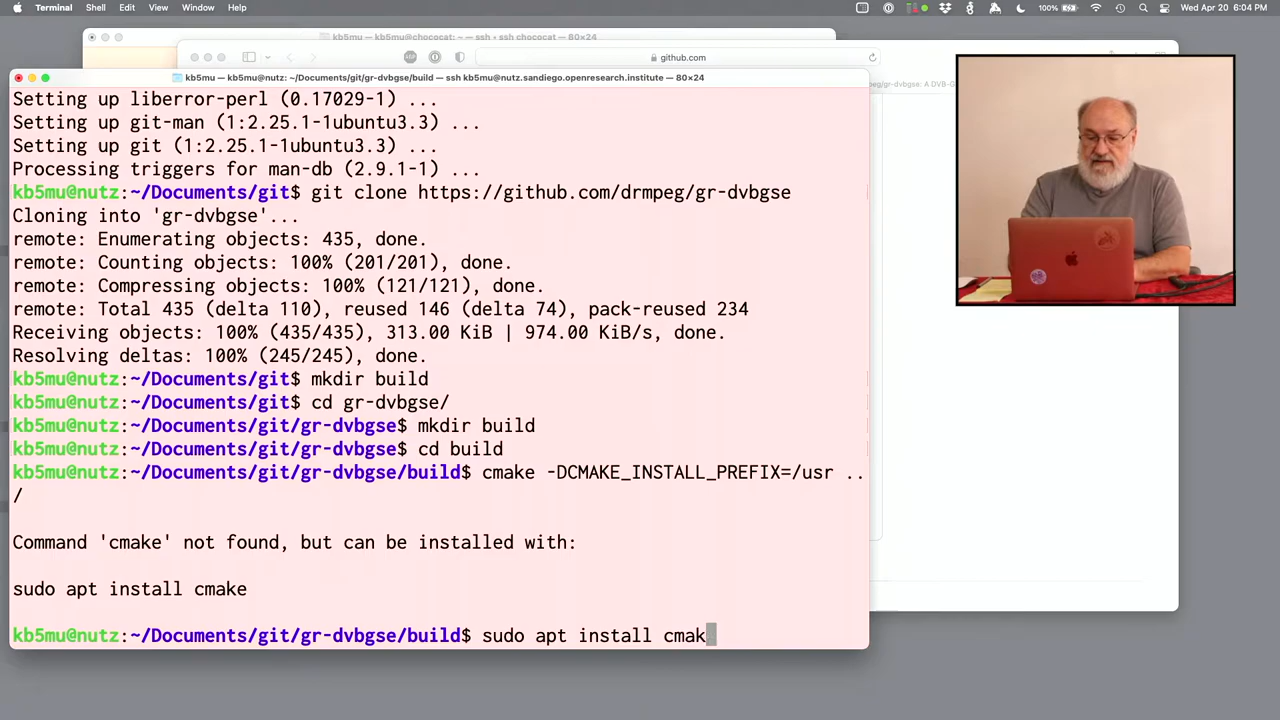 Terminal Shell Edit View Window Help
100% Wed Apr 20 6:04 PM
kb5mu — kb5mu@chococat: ~ — ssh chococat — 80×24
github.com
kb5mu — kb5mu@nutz: ~/Documents/git/gr-dvbgse/build — ssh kb5mu@nutz.sandiego.openresearch.institute — 80×24
eg/gr-dvbgse: A DVB-G
Setting up liberror-perl (0.17029-1) ...
Setting up git-man (1:2.25.1-1ubuntu3.3) ...
Setting up git (1:2.25.1-1ubuntu3.3) ...
Processing triggers for man-db (2.9.1-1) ...
kb5mu@nutz:~/Documents/git$ git clone https://github.com/drmpeg/gr-dvbgse
Cloning into 'gr-dvbgse'...
remote: Enumerating objects: 435, done.
remote: Counting objects: 100% (201/201), done.
remote: Compressing objects: 100% (121/121), done.
remote: Total 435 (delta 110), reused 146 (delta 74), pack-reused 234
Receiving objects: 100% (435/435), 313.00 KiB | 974.00 KiB/s, done.
Resolving deltas: 100% (245/245), done.
kb5mu@nutz:~/Documents/git$ mkdir build
kb5mu@nutz:~/Documents/git$ cd gr-dvbgse/
kb5mu@nutz:~/Documents/git/gr-dvbgse$ mkdir build
kb5mu@nutz:~/Documents/git/gr-dvbgse$ cd build
kb5mu@nutz:~/Documents/git/gr-dvbgse/build$ cmake -DCMAKE_INSTALL_PREFIX=/usr ..
/
Command 'cmake' not found, but can be installed with:
sudo apt install cmake
kb5mu@nutz:~/Documents/git/gr-dvbgse/build$ sudo apt install cmak